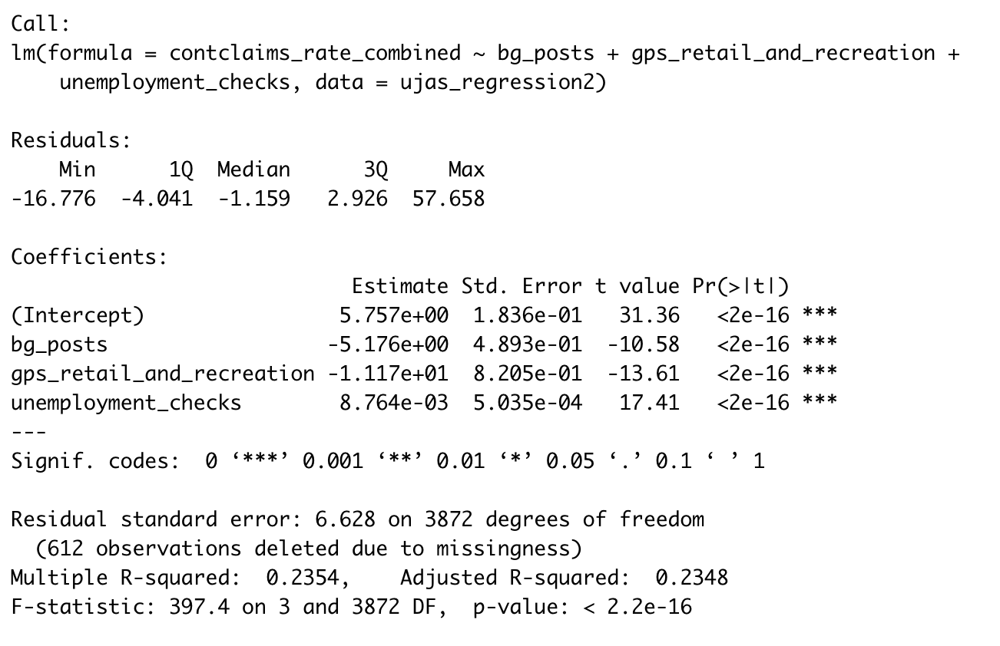 Call:
lm(formula = contclaims_rate_combined ~ bg_posts + gps_retail_and_recreation +
    unemployment_checks, data = ujas_regression2)

Residuals:
    Min      1Q  Median      3Q     Max
-16.776  -4.041  -1.159   2.926  57.658

Coefficients:
                            Estimate Std. Error t value Pr(>|t|)
(Intercept)                5.757e+00  1.836e-01   31.36   <2e-16 ***
bg_posts                  -5.176e+00  4.893e-01  -10.58   <2e-16 ***
gps_retail_and_recreation -1.117e+01  8.205e-01  -13.61   <2e-16 ***
unemployment_checks        8.764e-03  5.035e-04   17.41   <2e-16 ***
---
Signif. codes:  0 ‘***’ 0.001 ‘**’ 0.01 ‘*’ 0.05 ‘.’ 0.1 ‘ ’ 1

Residual standard error: 6.628 on 3872 degrees of freedom
  (612 observations deleted due to missingness)
Multiple R-squared:  0.2354,    Adjusted R-squared:  0.2348
F-statistic: 397.4 on 3 and 3872 DF,  p-value: < 2.2e-16